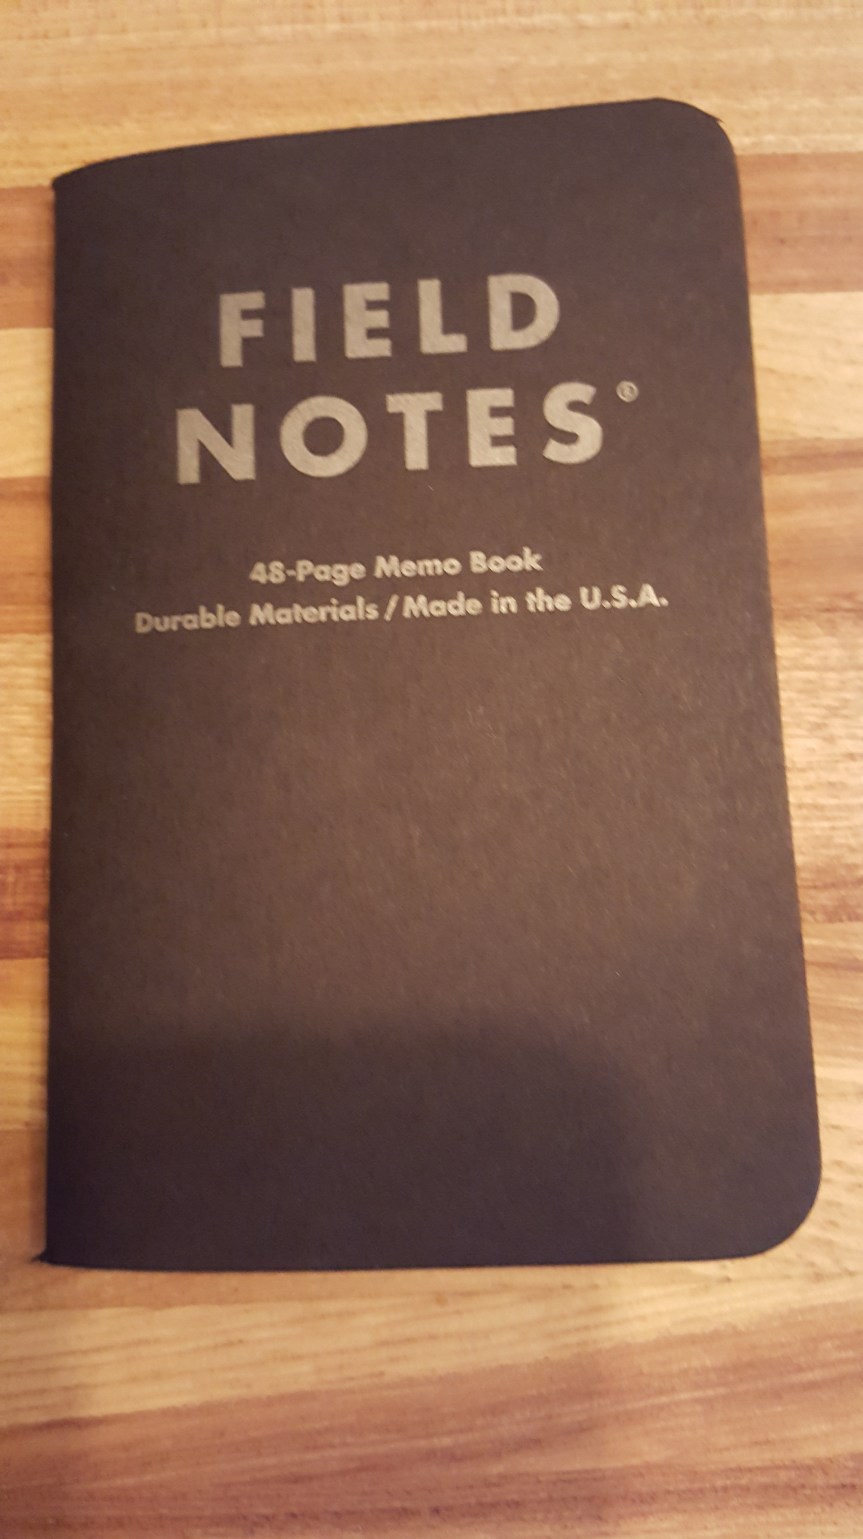 FIELD
NOTES®
48-Page Memo Book
Durable Materials / Made in the U.S.A.